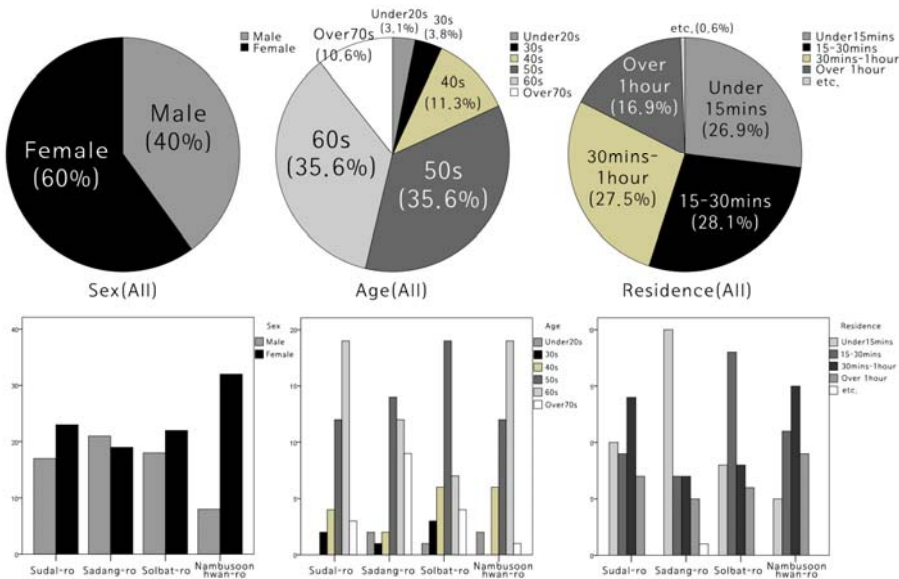 Male
Female
Male
(40%)
Female
(60%)
Sex(All)
Under20s
(3.1%)
30s
(3.8%)
Over70s
(10.6%)
40s
(11.3%)
60s
(35.6%)
50s
(35.6%)
Under20s
30s
40s
50s
60s
Over70s
Age(All)
etc.(0.6%)
Over
1hour
(16.9%)
Under
15mins
(26.9%)
30mins-
1hour
(27.5%)
15-30mins
(28.1%)
Under15mins
15-30mins
30mins-1hour
Over 1hour
etc.
Residence(All)
Sex
Male
Female
40
30
20
10
0
Sudal-ro
Sadang-ro
Solbat-ro
Nambusoon
hwan-ro
Age
Under20s
30s
40s
50s
60s
Over70s
20
15
10
5
0
Sudal-ro
Sadang-ro
Solbat-ro
Nambusoon
hwan-ro
Residence
Under15mins
15-30mins
30mins-1hour
Over 1hour
etc.
Sudal-ro
Sadang-ro
Solbat-ro
Nambusoon
hwan-ro